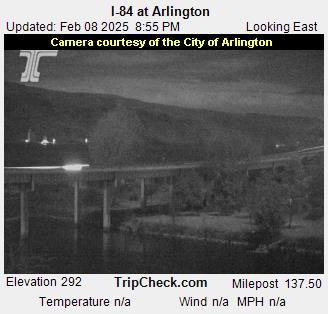 I-84 at Arlington
Updated: Feb 08 2025 8:55 PM Looking East
Camera courtesy of the City of Arlington
Elevation 292 TripCheck.com Milepost 137.50
Temperature n/a Wind n/a MPH n/a